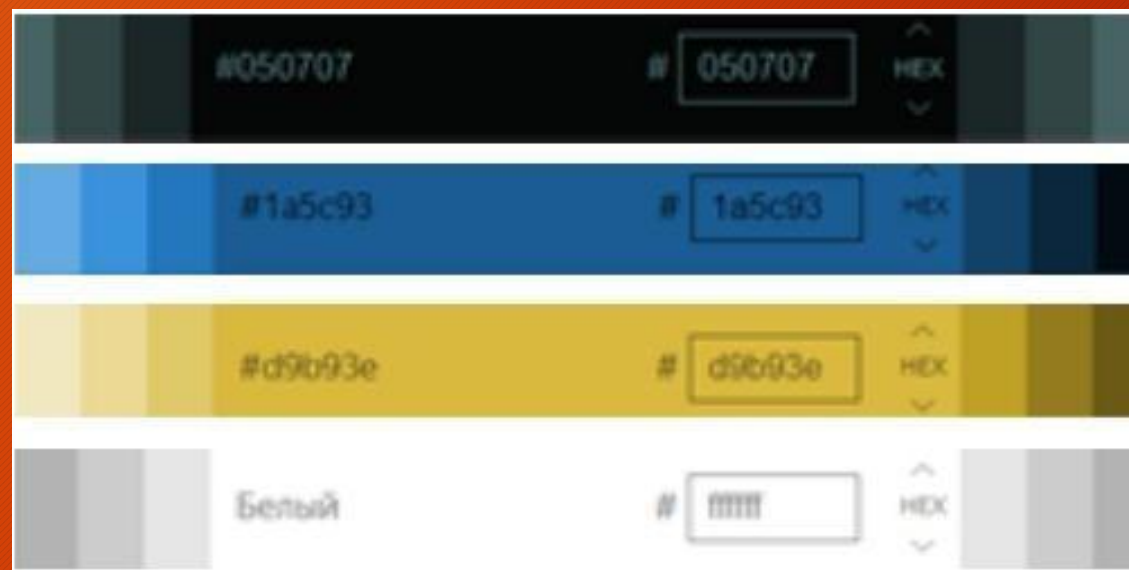 #050707 # 050707 HEX
#1a5c93 # 1a5c93 HEX
#d9b93e # d9b93e HEX
Белый # ffffff HEX